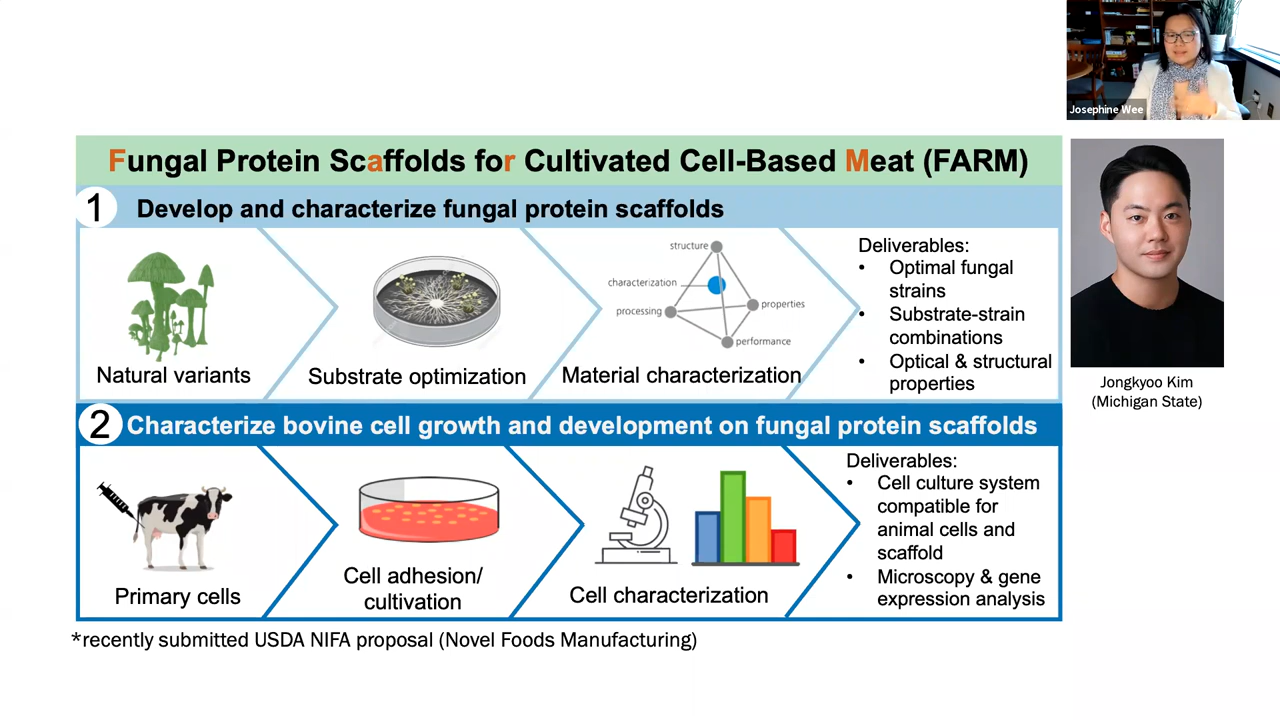 Josephine Wee
Fungal Protein Scaffolds for Cultivated Cell-Based Meat (FARM)
1 Develop and characterize fungal protein scaffolds
Natural variants
Substrate optimization
structure
characterization
processing
properties
performance
Material characterization
Deliverables:
• Optimal fungal
strains
• Substrate-strain
combinations
• Optical & structural
properties
Jongkyoo Kim
(Michigan State)
2 Characterize bovine cell growth and development on fungal protein scaffolds
Primary cells
Cell adhesion/
cultivation
Cell characterization
Deliverables:
• Cell culture system
compatible for
animal cells and
scaffold
• Microscopy & gene
expression analysis
*recently submitted USDA NIFA proposal (Novel Foods Manufacturing)